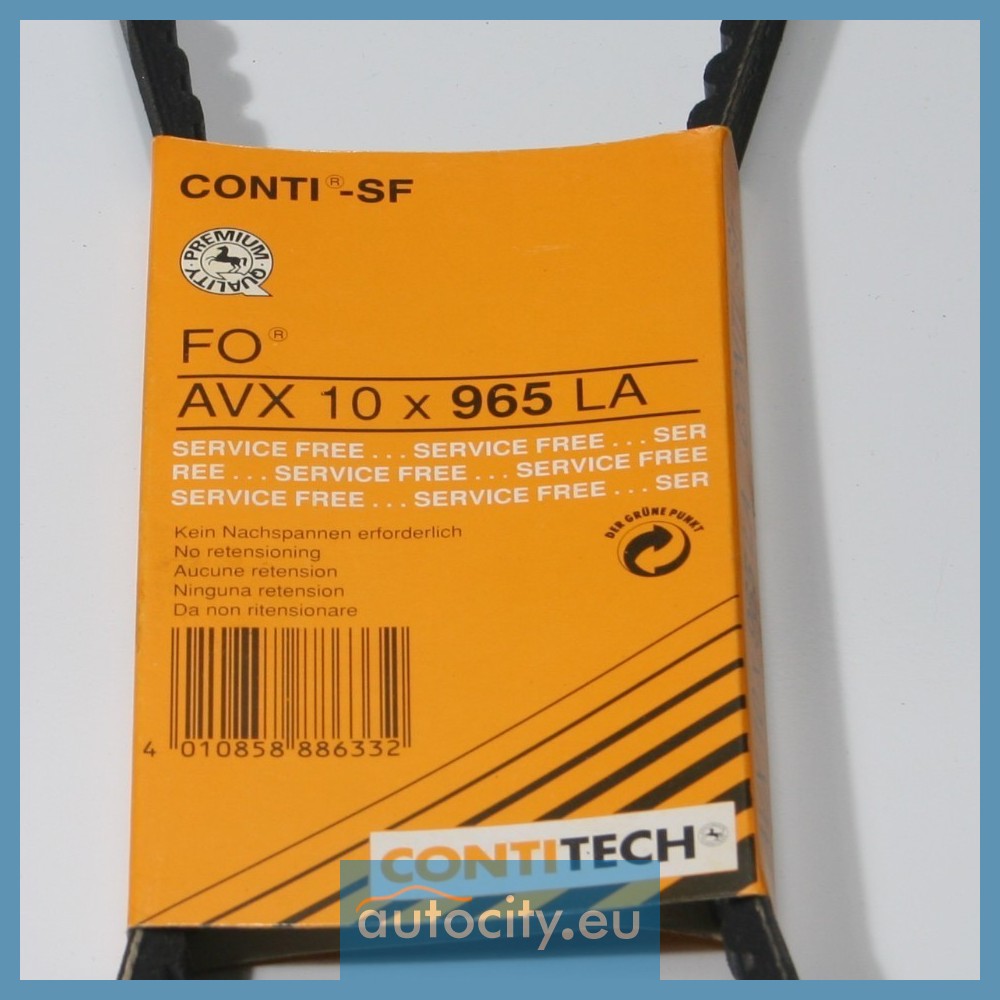 CONTI®-SF
PREMIUM QUALITY
FO®
AVX 10 x 965 LA
SERVICE FREE ... SERVICE FREE ... SER
REE ... SERVICE FREE ... SERVICE FREE
SERVICE FREE ... SERVICE FREE ... SER
DER GRÜNE PUNKT
Kein Nachspannen erforderlich
No retensioning
Aucune retension
Ninguna retension
Da non ritensionare
4 010858 886332
CONTITECH
autocity.eu